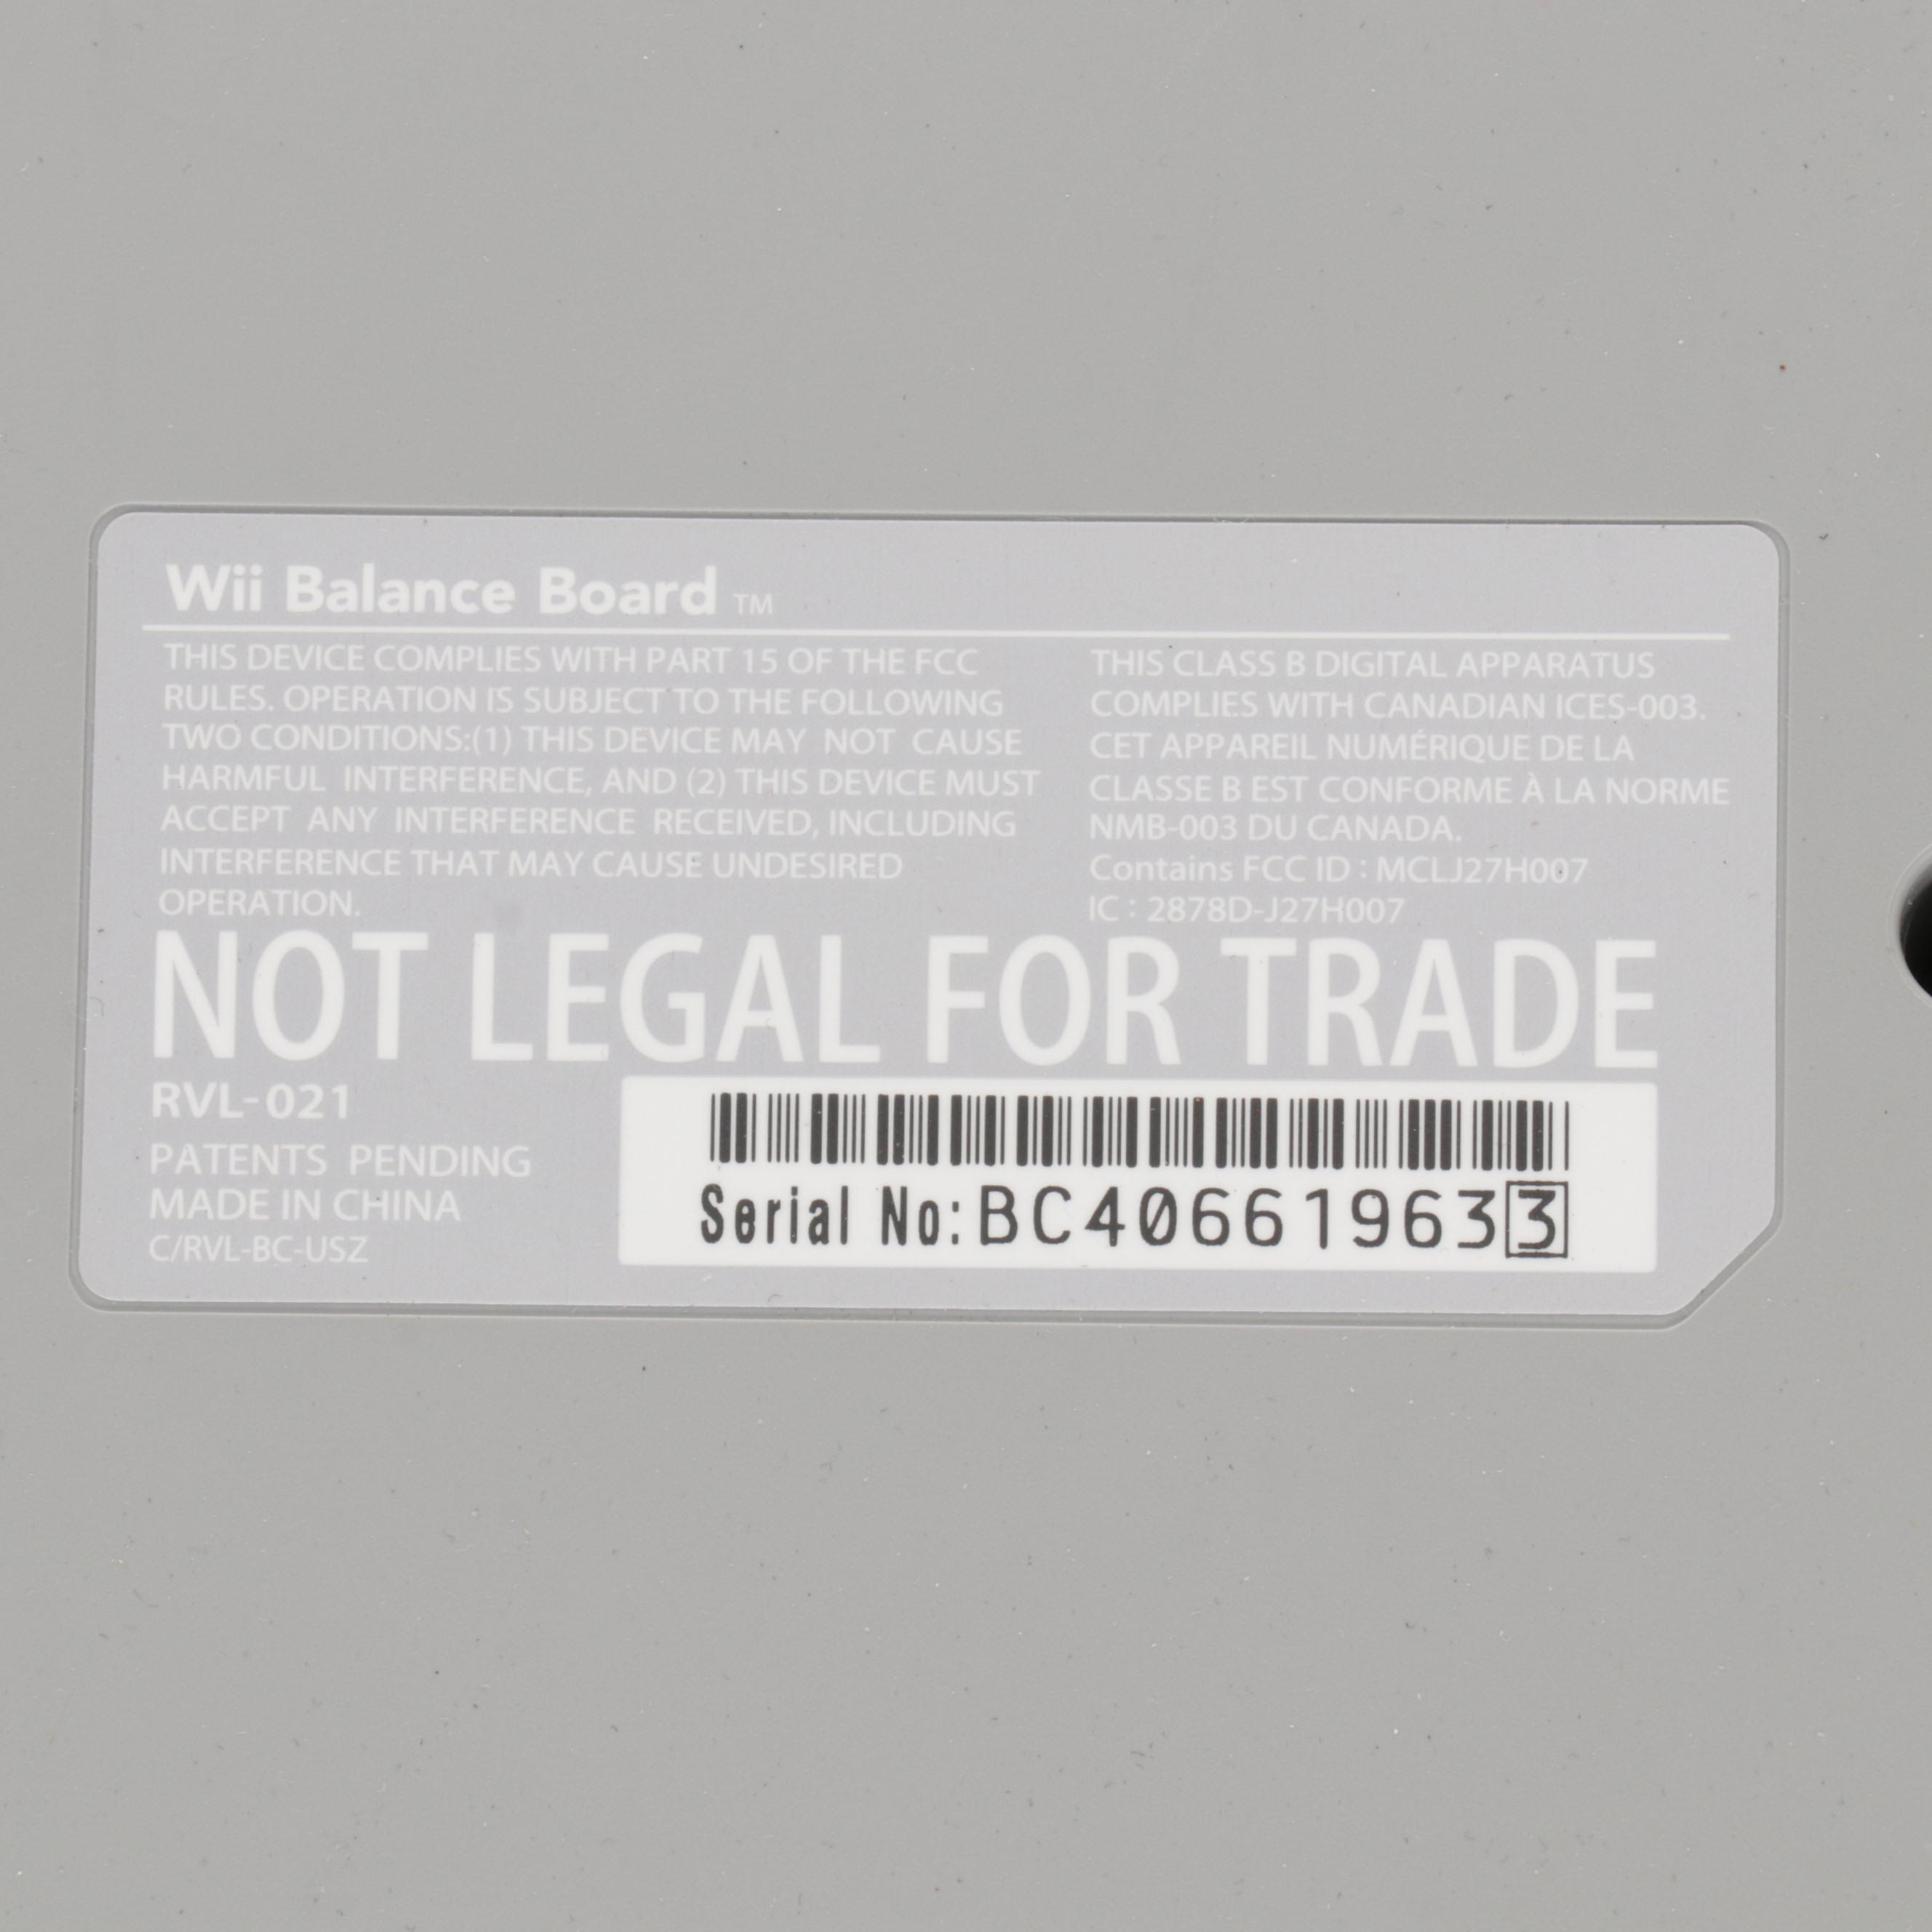 Wii Balance Board ™
THIS DEVICE COMPLIES WITH PART 15 OF THE FCC
RULES. OPERATION IS SUBJECT TO THE FOLLOWING
TWO CONDITIONS:(1) THIS DEVICE MAY NOT CAUSE
HARMFUL INTERFERENCE, AND (2) THIS DEVICE MUST
ACCEPT ANY INTERFERENCE RECEIVED, INCLUDING
INTERFERENCE THAT MAY CAUSE UNDESIRED
OPERATION.
THIS CLASS B DIGITAL APPARATUS
COMPLIES WITH CANADIAN ICES-003.
CET APPAREIL NUMÉRIQUE DE LA
CLASSE B EST CONFORME À LA NORME
NMB-003 DU CANADA.
Contains FCC ID : MCLJ27H007
IC : 2878D-J27H007
NOT LEGAL FOR TRADE
RVL-021
PATENTS PENDING
MADE IN CHINA
C/RVL-BC-USZ
Serial No:BC406619633